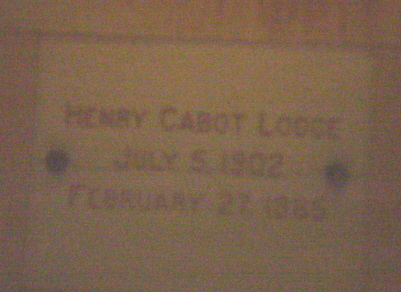 HENRY CABOT LODGE
JULY 5, 1902
FEBRUARY 27, 1985